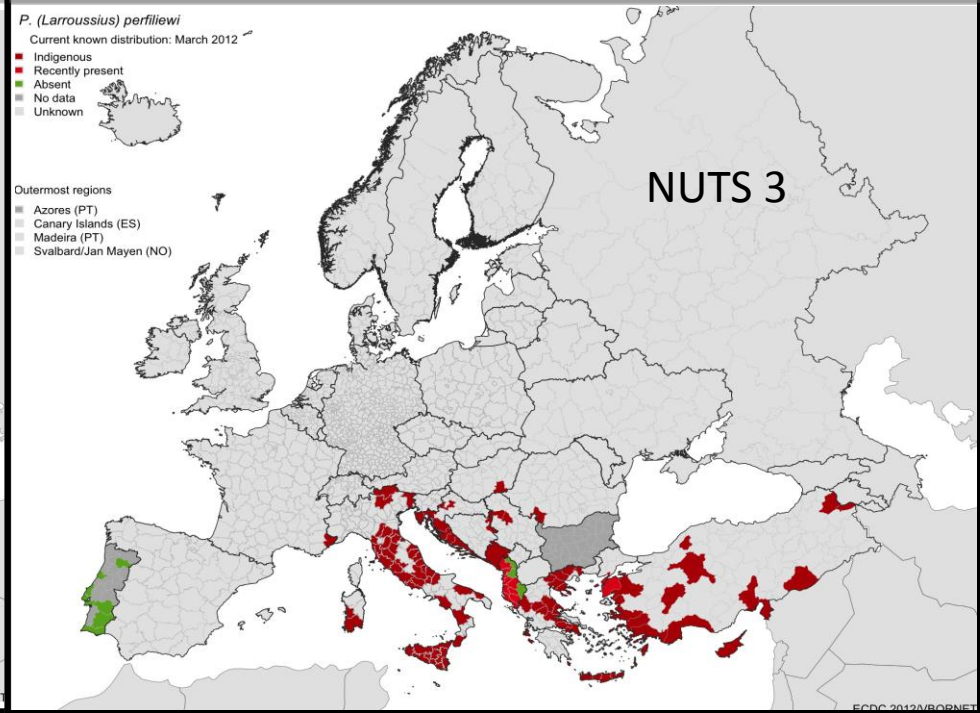 P. (Larroussius) perfiliewi
Current known distribution: March 2012
Indigenous
Recently present
Absent
No data
Unknown
Outermost regions
Azores (PT)
Canary Islands (ES)
Madeira (PT)
Svalbard/Jan Mayen (NO)
NUTS 3
ECDC 2012/VBORNET